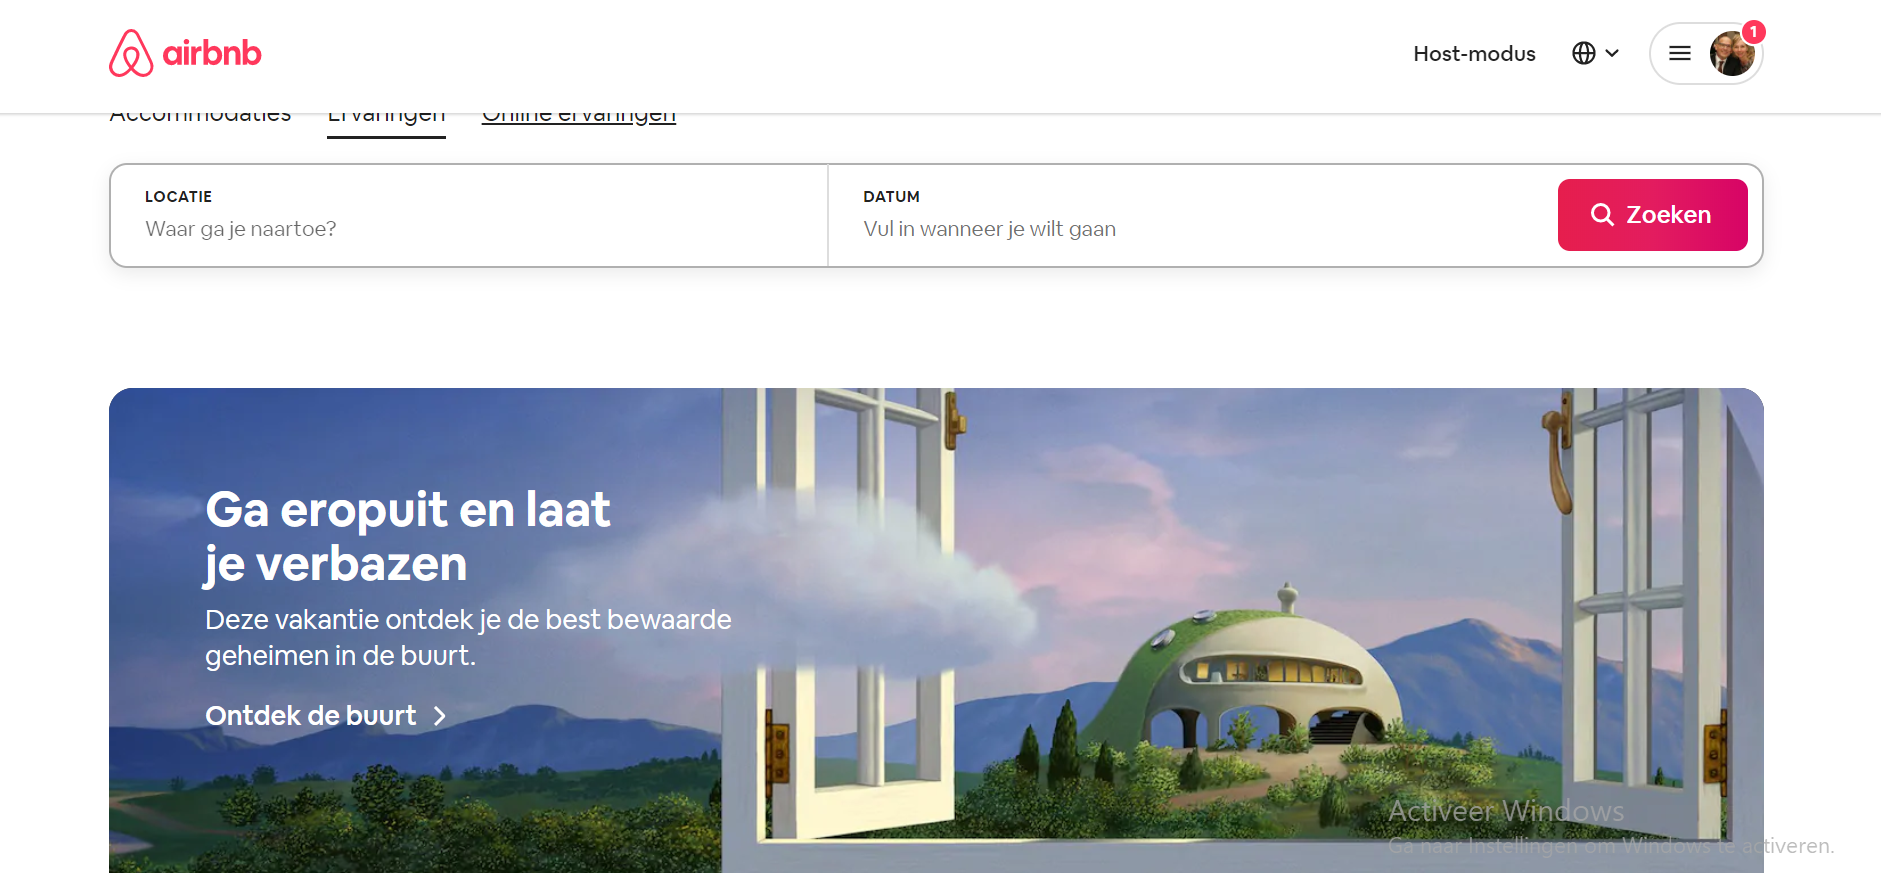 airbnb
Host-modus
1
Accommodaties Ervaringen Online ervaringen
LOCATIE
Waar ga je naartoe?
DATUM
Vul in wanneer je wilt gaan
Zoeken
Ga eropuit en laat
je verbazen
Deze vakantie ontdek je de best bewaarde
geheimen in de buurt.
Ontdek de buurt
Activeer Windows
Ga naar Instellingen om Windows te activeren.